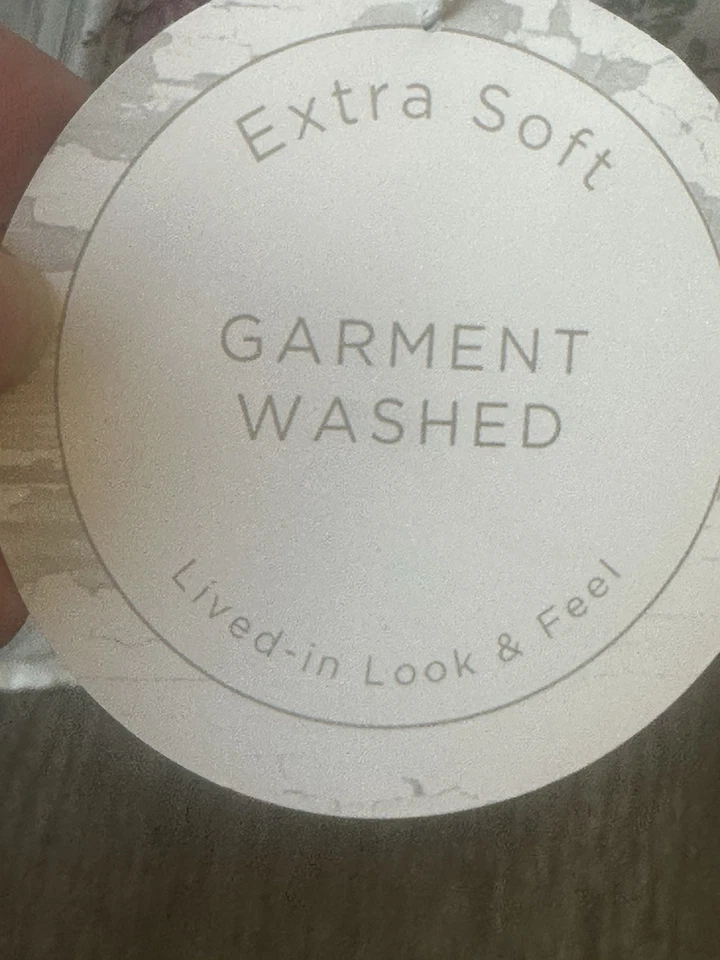 Extra Soft
GARMENT
WASHED
Lived-in Look & Feel